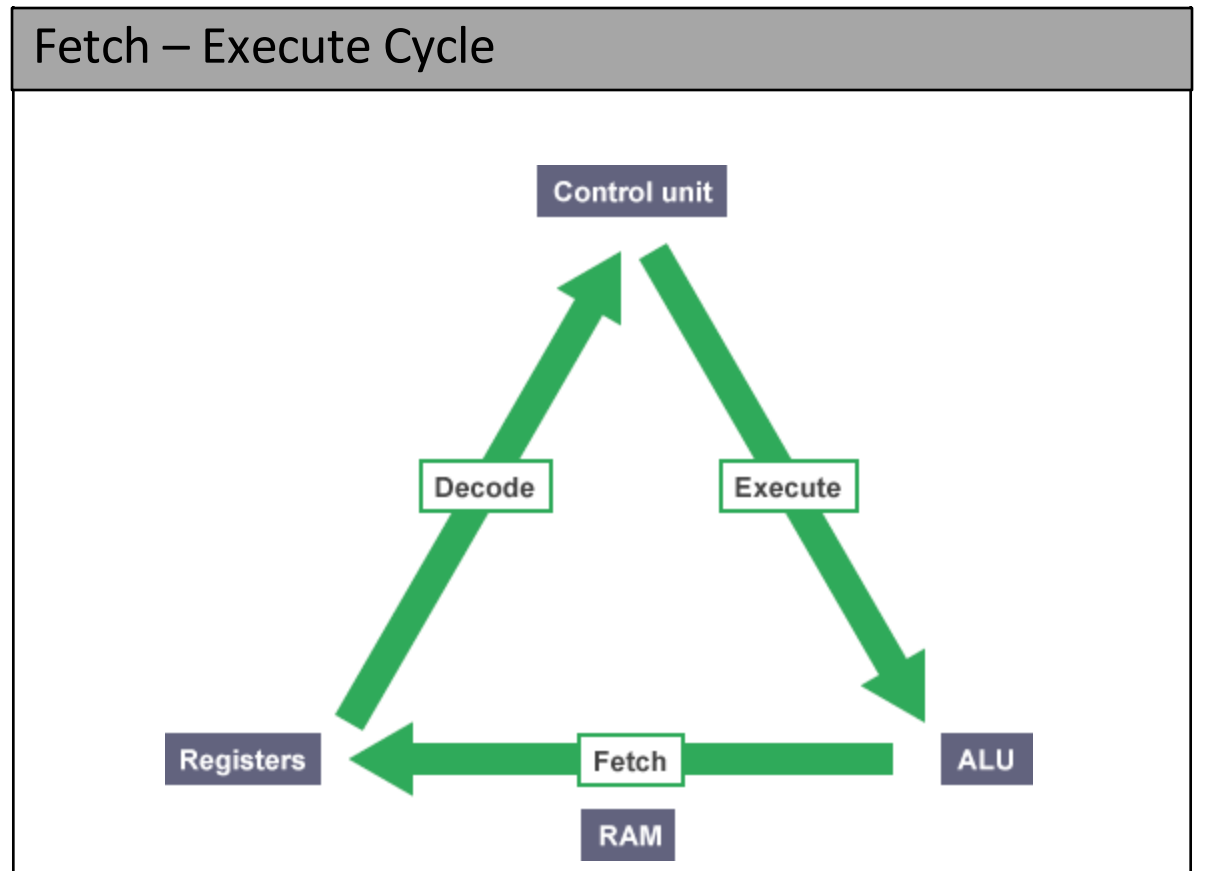 Fetch – Execute Cycle
Control unit
Decode
Execute
Registers
Fetch
ALU
RAM